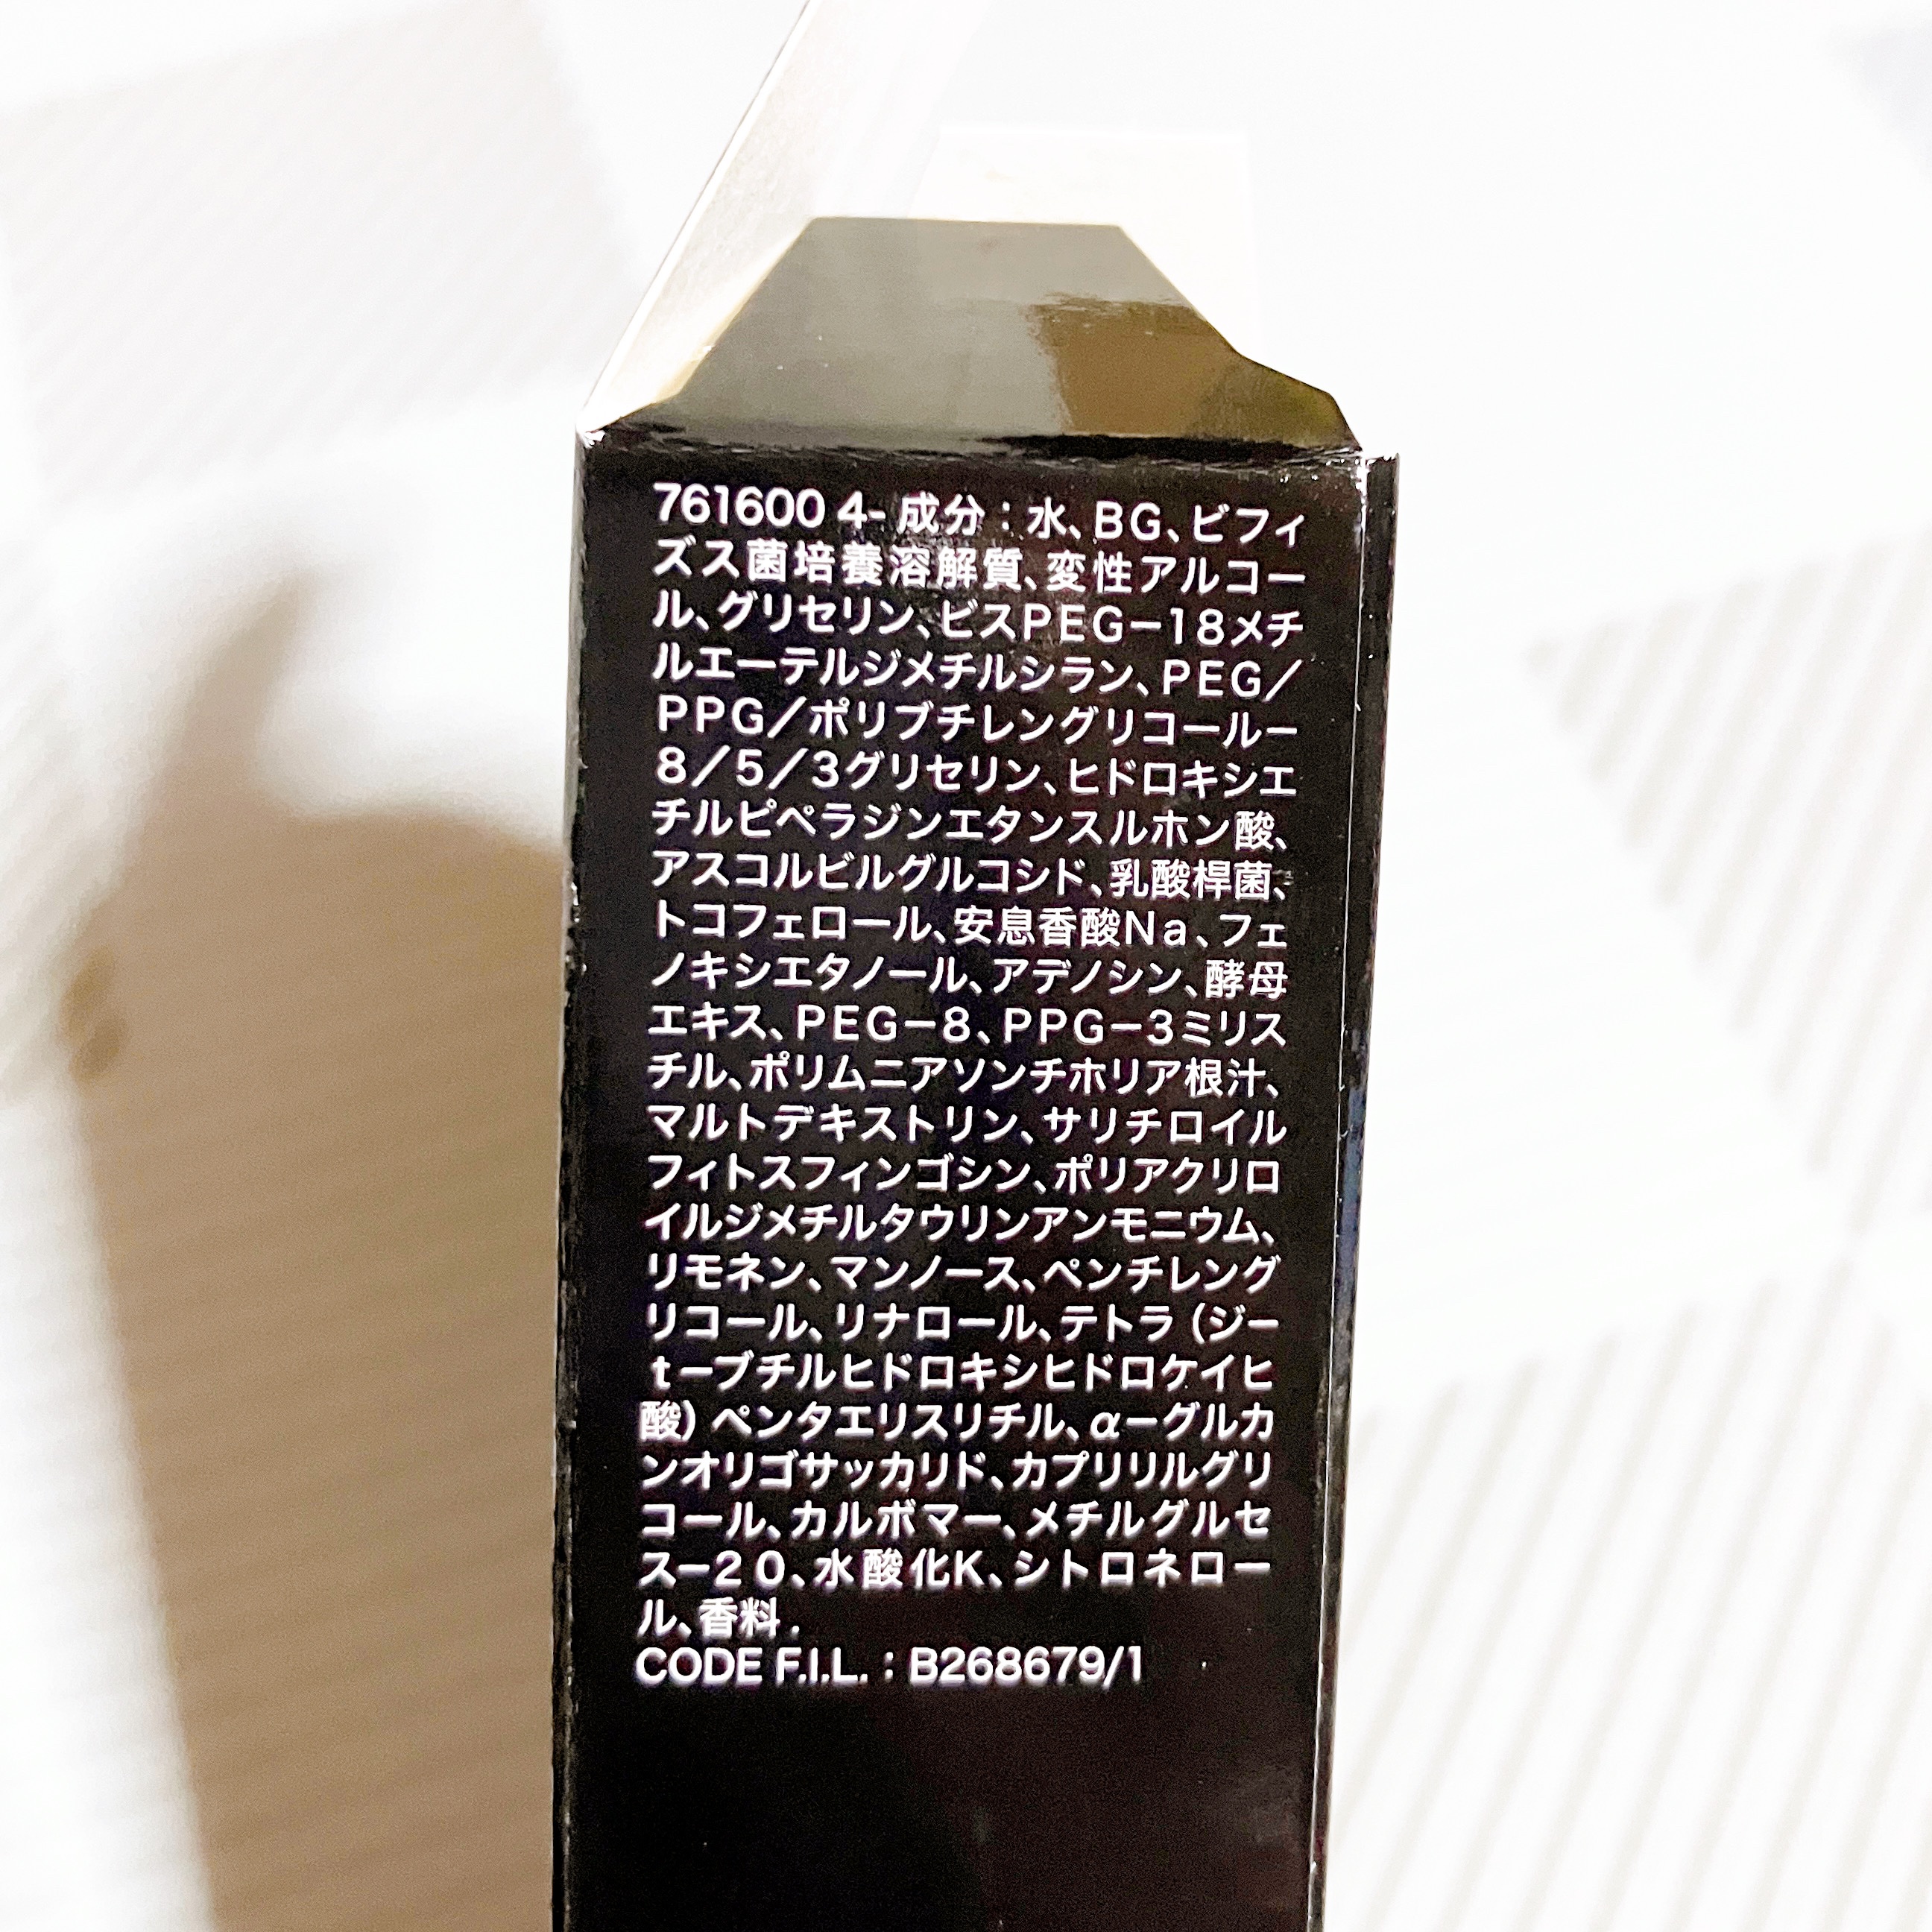 761600 4- 成分：水、BG、ビフィ
ズス菌培養溶解質、変性アルコー
ル、グリセリン、ビスPEG－18メチ
ルエーテルジメチルシラン、PEG／
PPG／ポリブチレングリコール－
8／5／3グリセリン、ヒドロキシエ
チルピペラジンエタンスルホン酸、
アスコルビルグルコシド、乳酸桿菌、
トコフェロール、安息香酸Na、フェ
ノキシエタノール、アデノシン、酵母
エキス、PEG－8、PPG－3ミリス
チル、ポリムニアソンチホリア根汁、
マルトデキストリン、サリチロイル
フィトスフィンゴシン、ポリアクリロ
イルジメチルタウリンアンモニウム、
リモネン、マンノース、ペンチレング
リコール、リナロール、テトラ（ジ－
t－ブチルヒドロキシヒドロケイヒ
酸）ペンタエリスリチル、α－グルカ
ンオリゴサッカリド、カプリリルグリ
コール、カルボマー、メチルグルセ
ス－20、水酸化K、シトロネロー
ル、香料.
CODE F.I.L.：B268679/1